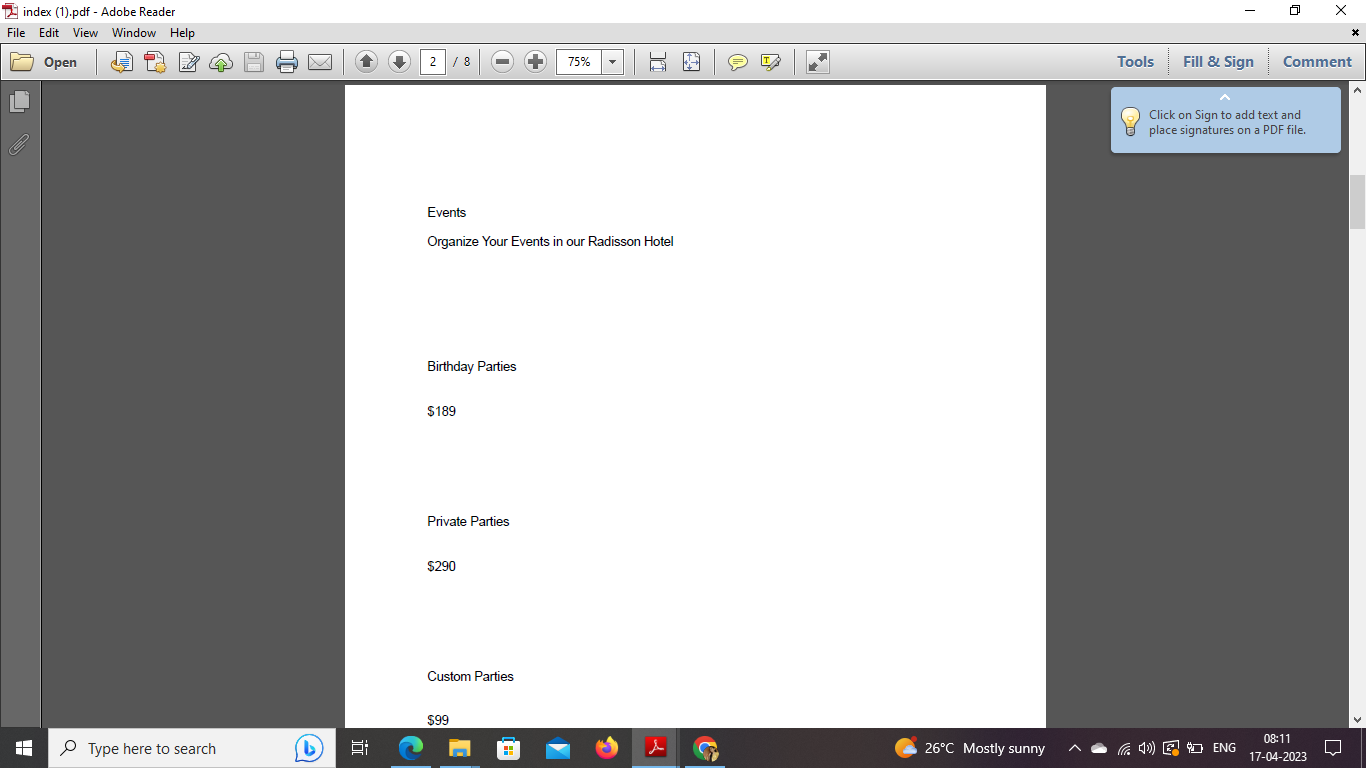 index (1).pdf - Adobe Reader
File Edit View Window Help
Open 2 / 8 75% Tools Fill & Sign Comment
Click on Sign to add text and
place signatures on a PDF file.
Events
Organize Your Events in our Radisson Hotel
Birthday Parties
$189
Private Parties
$290
Custom Parties
$99
Type here to search
26°C Mostly sunny
ENG
08:11
17-04-2023